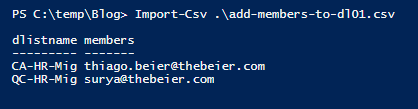 PS C:\temp\Blog> Import-Csv .\add-members-to-dl01.csv
dlistname members
--------- -------
CA-HR-Mig thiago.beier@thebeier.com
QC-HR-Mig surya@thebeier.com